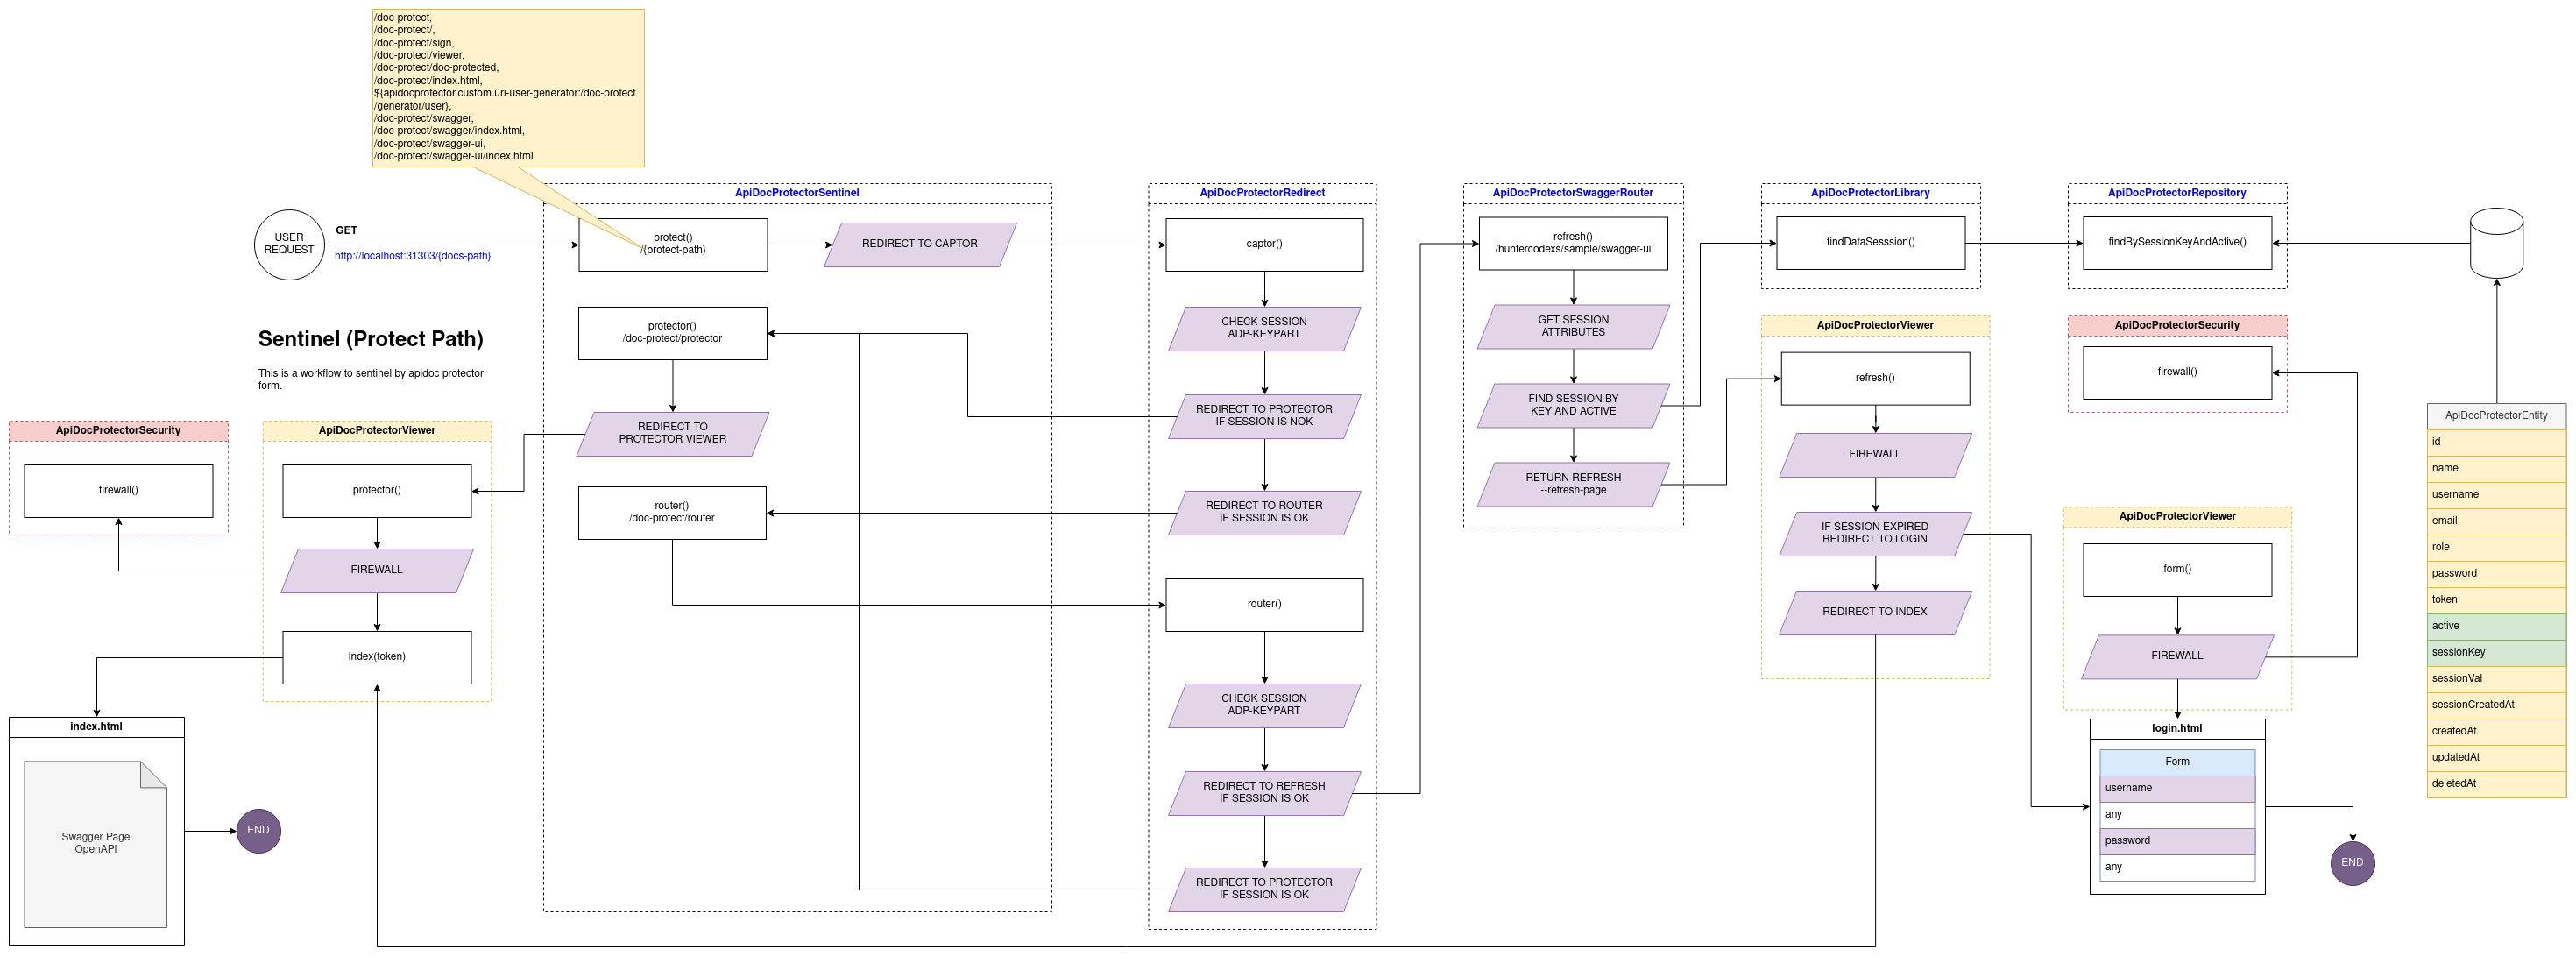 /doc-protect,
/doc-protect/,
/doc-protect/sign,
/doc-protect/viewer,
/doc-protect/doc-protected,
/doc-protect/index.html,
${apidocprotector.custom.uri-user-generator:/doc-protect
/generator/user},
/doc-protect/swagger,
/doc-protect/swagger/index.html,
/doc-protect/swagger-ui,
/doc-protect/swagger-ui/index.html
USER
REQUEST
GET
http://localhost:31303/{docs-path}
Sentinel (Protect Path)
This is a workflow to sentinel by apidoc protector
form.
ApiDocProtectorSentinel
protect()
/{protect-path}
REDIRECT TO CAPTOR
protector()
/doc-protect/protector
REDIRECT TO
PROTECTOR VIEWER
router()
/doc-protect/router
ApiDocProtectorRedirect
captor()
CHECK SESSION
ADP-KEYPART
REDIRECT TO PROTECTOR
IF SESSION IS NOK
REDIRECT TO ROUTER
IF SESSION IS OK
router()
CHECK SESSION
ADP-KEYPART
REDIRECT TO REFRESH
IF SESSION IS OK
REDIRECT TO PROTECTOR
IF SESSION IS OK
ApiDocProtectorSwaggerRouter
refresh()
/huntercodexs/sample/swagger-ui
GET SESSION
ATTRIBUTES
FIND SESSION BY
KEY AND ACTIVE
RETURN REFRESH
--refresh-page
ApiDocProtectorLibrary
findDataSesssion()
ApiDocProtectorRepository
findBySessionKeyAndActive()
ApiDocProtectorViewer
refresh()
FIREWALL
IF SESSION EXPIRED
REDIRECT TO LOGIN
REDIRECT TO INDEX
ApiDocProtectorSecurity
firewall()
ApiDocProtectorViewer
form()
FIREWALL
login.html
Form
username
any
password
any
END
ApiDocProtectorEntity
id
name
username
email
role
password
token
active
sessionKey
sessionVal
sessionCreatedAt
createdAt
updatedAt
deletedAt
ApiDocProtectorSecurity
firewall()
ApiDocProtectorViewer
protector()
FIREWALL
index(token)
index.html
Swagger Page
OpenAPI
END